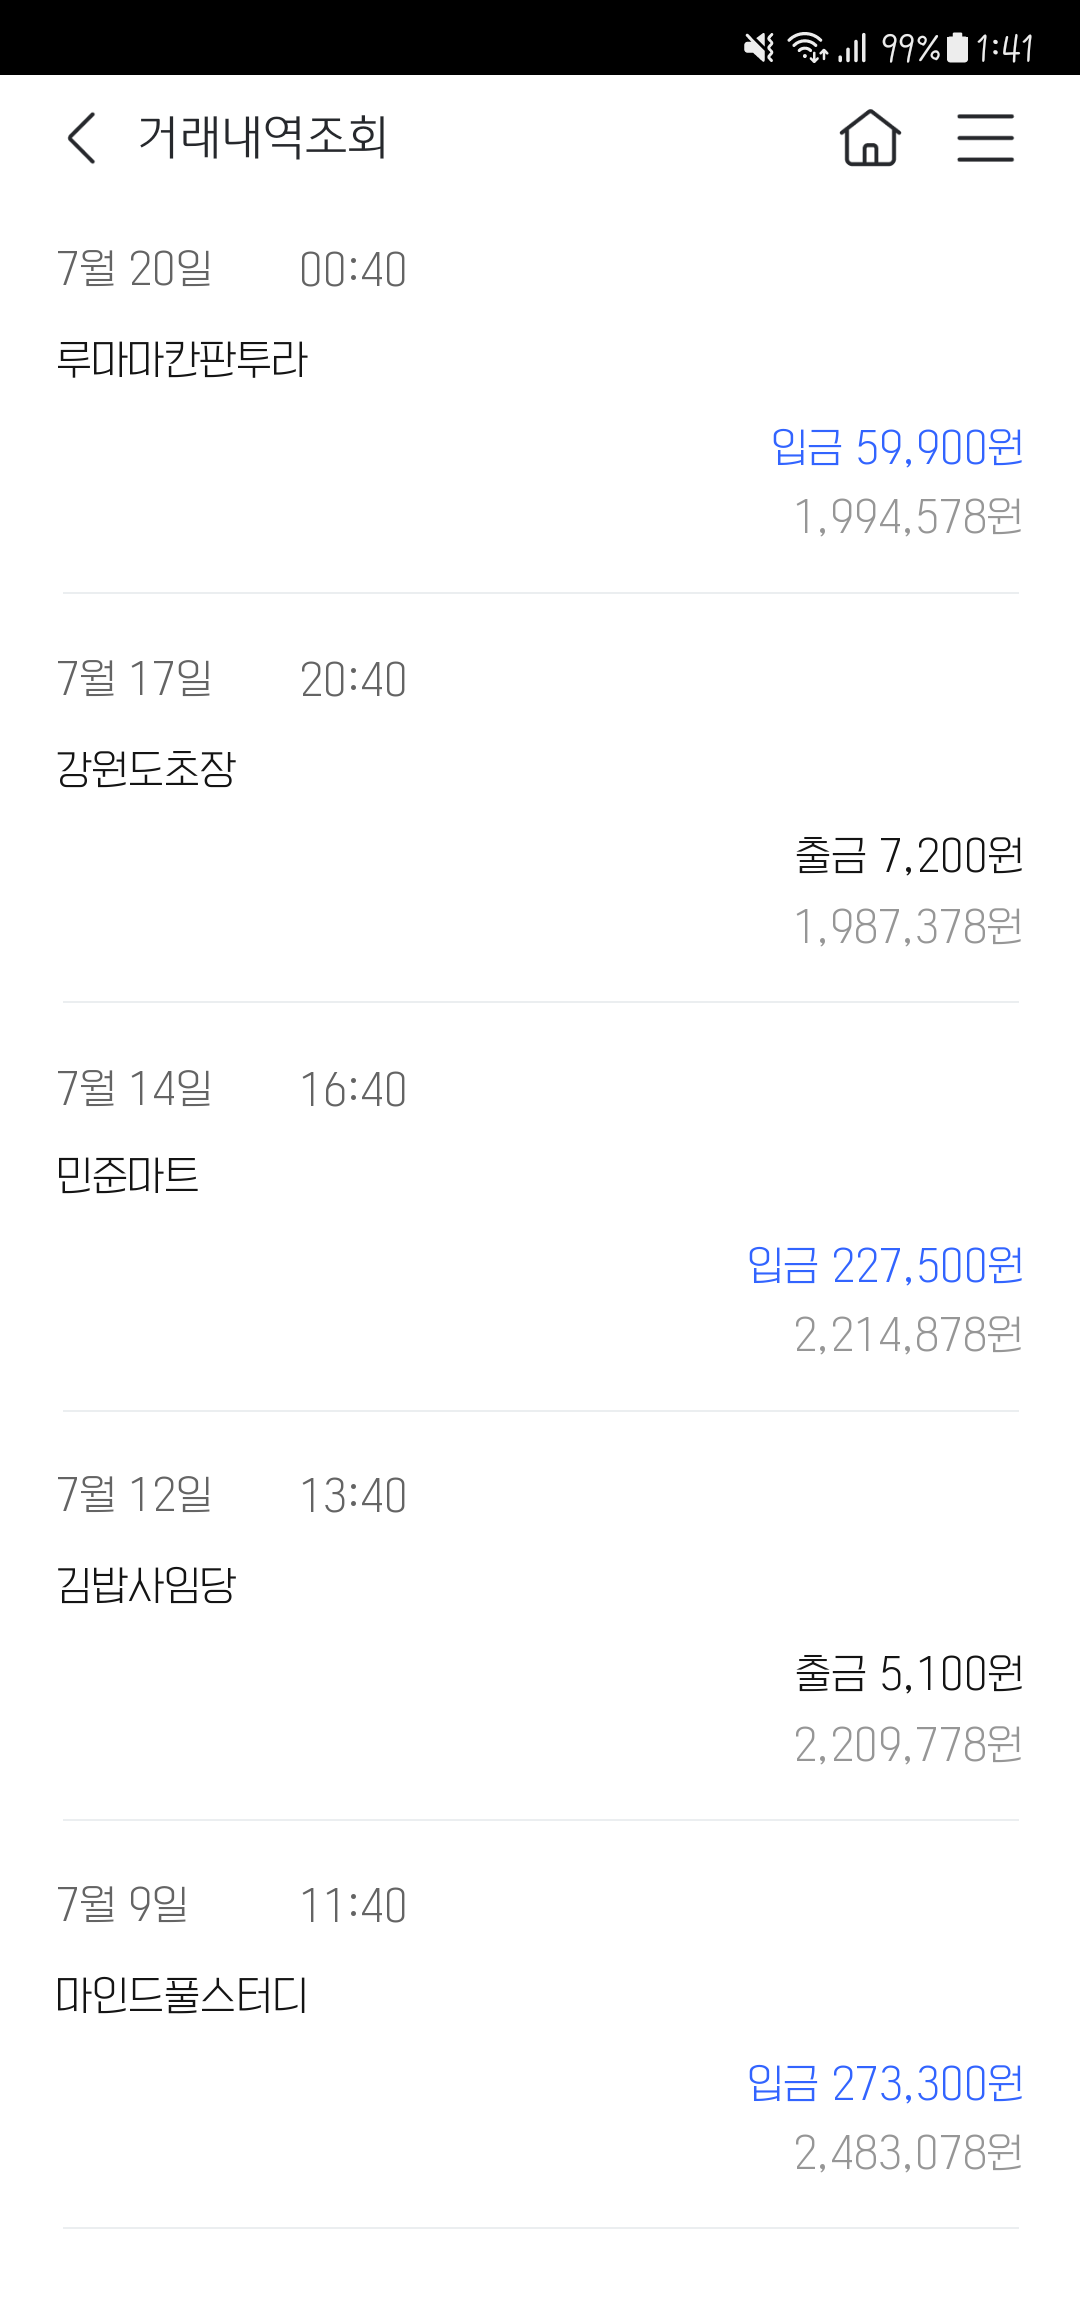 99% 1:41
거래내역조회
7월 20일 00:40
루마마칸판투라
입금 59,900원
1,994,578원
7월 17일 20:40
강원도초장
출금 7,200원
1,987,378원
7월 14일 16:40
민준마트
입금 227,500원
2,214,878원
7월 12일 13:40
김밥사임당
출금 5,100원
2,209,778원
7월 9일 11:40
마인드풀스터디
입금 273,300원
2,483,078원